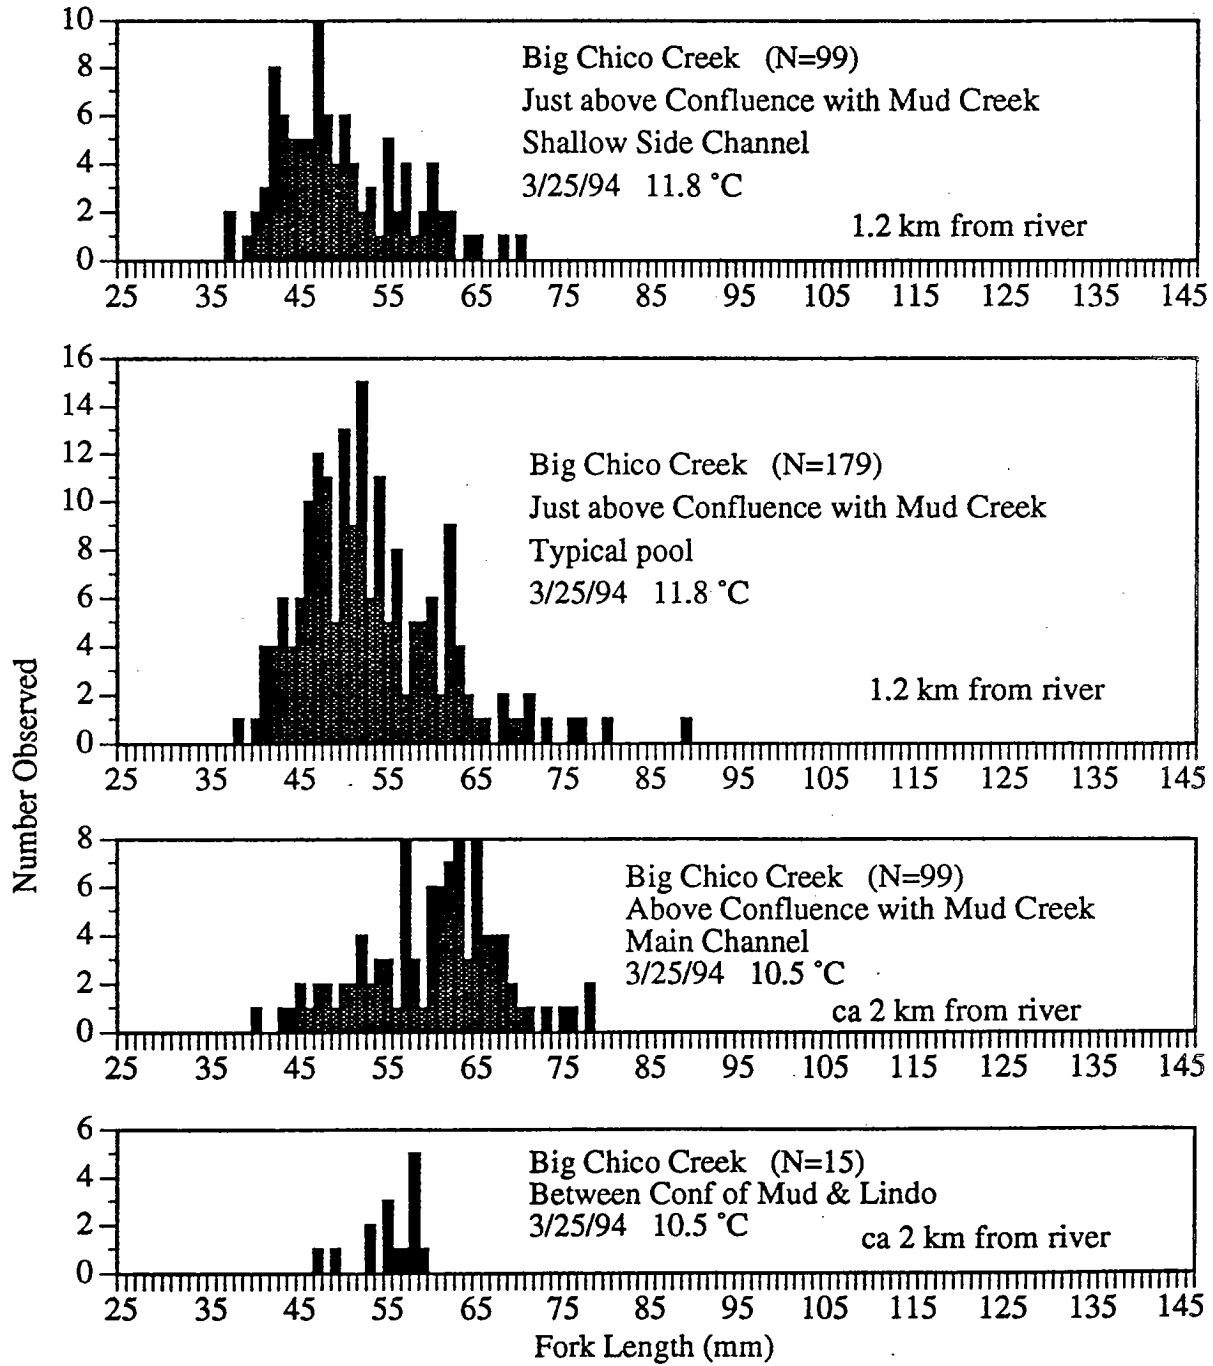 10
8
6
4
2
0
Big Chico Creek (N=99)
Just above Confluence with Mud Creek
Shallow Side Channel
3/25/94 11.8 °C
1.2 km from river
25 35 45 55 65 75 85 95 105 115 125 135 145
16
14
12
10
8
6
4
2
0
Big Chico Creek (N=179)
Just above Confluence with Mud Creek
Typical pool
3/25/94 11.8 °C
1.2 km from river
25 35 45 55 65 75 85 95 105 115 125 135 145
Number Observed
8
6
4
2
0
Big Chico Creek (N=99)
Above Confluence with Mud Creek
Main Channel
3/25/94 10.5 °C
ca 2 km from river
25 35 45 55 65 75 85 95 105 115 125 135 145
6
4
2
0
Big Chico Creek (N=15)
Between Conf of Mud & Lindo
3/25/94 10.5 °C
ca 2 km from river
25 35 45 55 65 75 85 95 105 115 125 135 145
Fork Length (mm)